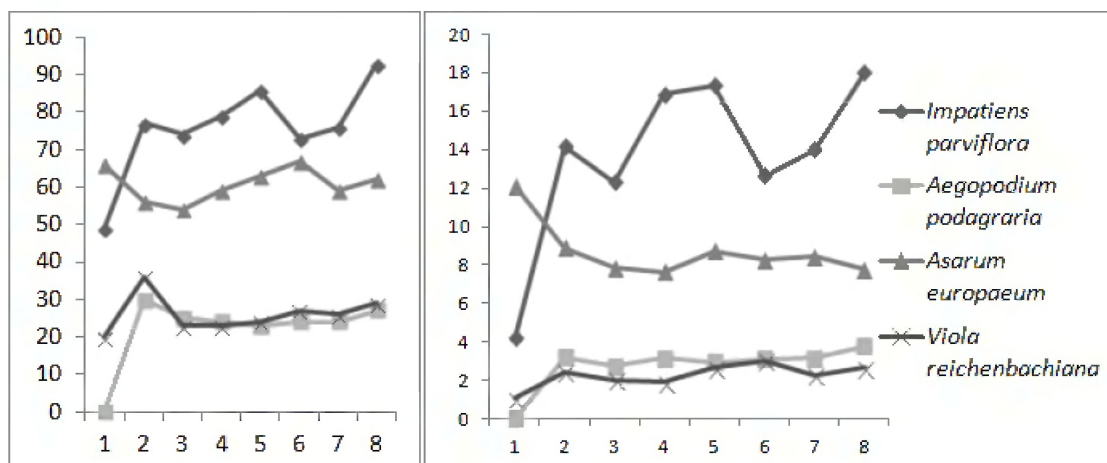 100
90
80
70
60
50
40
30
20
10
0
1 2 3 4 5 6 7 8
20
18
16
14
12
10
8
6
4
2
0
1 2 3 4 5 6 7 8
Impatiens
parviflora
Aegopodium
podagraria
Asarum
europaeum
Viola
reichenbachiana